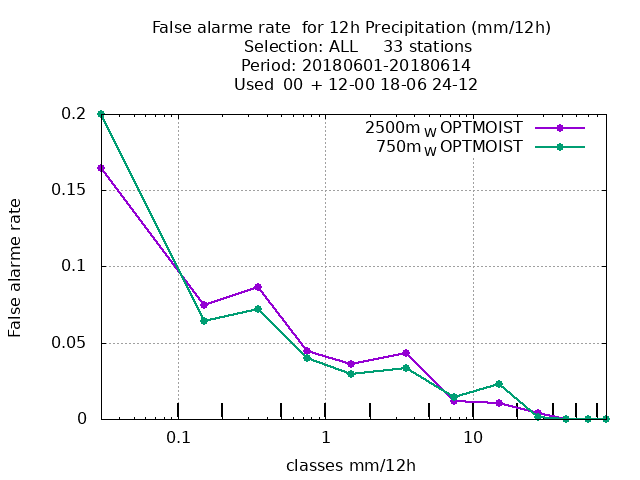 False alarme rate  for 12h Precipitation (mm/12h)
Selection: ALL     33 stations
Period: 20180601-20180614
Used  00  + 12-00 18-06 24-12
2500m_W OPTMOIST
750m_W OPTMOIST
0.2
0.15
0.1
0.05
0
False alarme rate
0.1 1 10
classes mm/12h